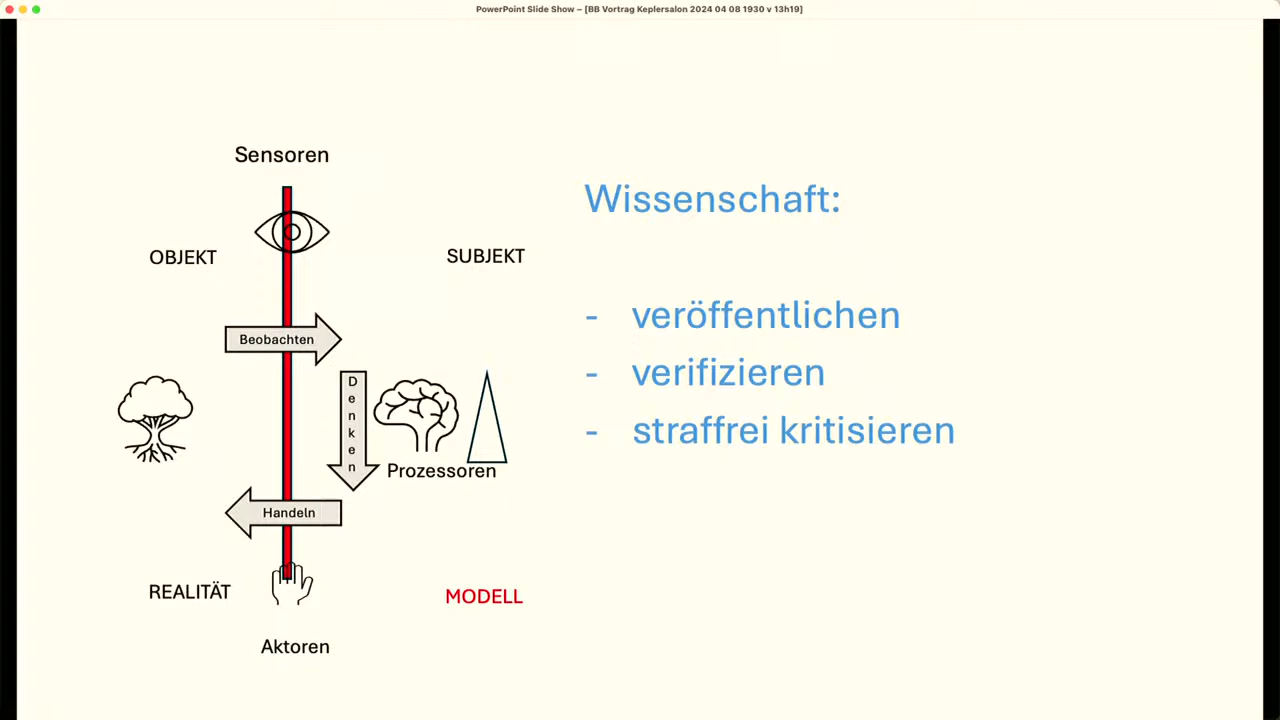 PowerPoint Slide Show – [BB Vortrag Keplersalon 2024 04 08 1930 v 13h19]
Sensoren
OBJEKT
SUBJEKT
Beobachten
Denken
Prozessoren
Handeln
REALITÄT
MODELL
Aktoren
Wissenschaft:
- veröffentlichen
- verifizieren
- straffrei kritisieren